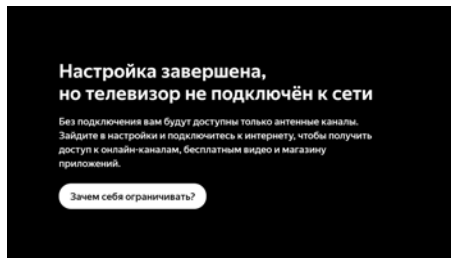 Настройка завершена,
но телевизор не подключён к сети
Без подключения вам будут доступны только антенные каналы.
Зайдите в настройки и подключитесь к интернету, чтобы получить
доступ к онлайн-каналам, бесплатным видео и магазину
приложений.
Зачем себя ограничивать?